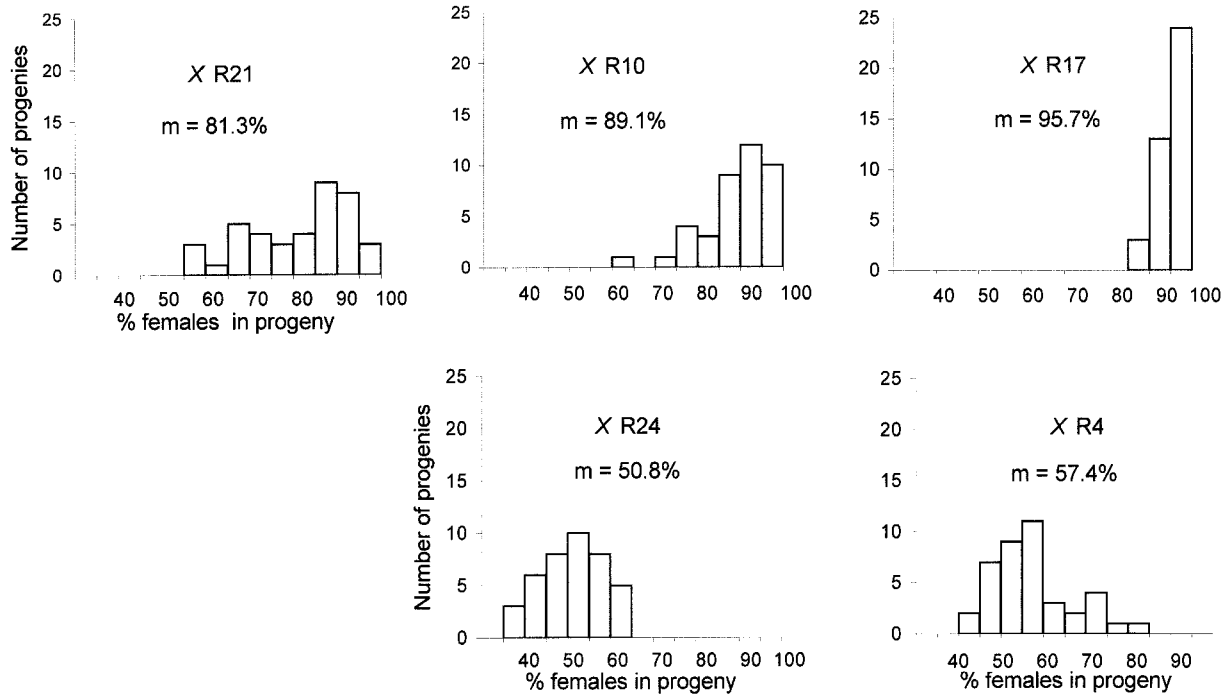 Number of progenies
25
20
15
10
5
0
X R21
m = 81.3%
40 50 60 70 80 90 100
% females in progeny
25
20
15
10
5
0
X R10
m = 89.1%
40 50 60 70 80 90 100
25
20
15
10
5
0
X R17
m = 95.7%
40 50 60 70 80 90 100
Number of progenies
25
20
15
10
5
0
X R24
m = 50.8%
40 50 60 70 80 90 100
% females in progeny
25
20
15
10
5
0
X R4
m = 57.4%
40 50 60 70 80 90
% females in progeny